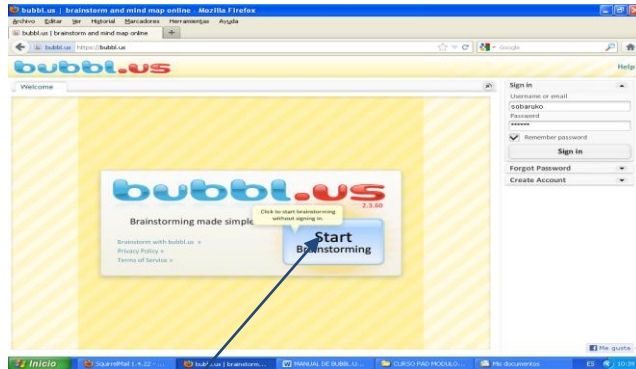 bubbl.us | brainstorm and mind map online - Mozilla Firefox
Archivo Editar Ver Historial Marcadores Herramientas Ayuda
bubbl.us | brainstorm and mind map online
bubbl.us https://bubbl.us
Google
bubbl.us
Help
Welcome
Sign in
Username or email
sobaruko
Password
******
Remember password
Sign in
Forgot Password
Create Account
bubbl.us
2.3.60
Brainstorming made simple
Click to start brainstorming
without signing in.
Start
Brainstorming
Brainstorm with bubbl.us »
Privacy Policy »
Terms of Service »
Me gusta
Inicio
SquirrelMail 1.4.22 - ...
bubbl.us | brainstorm...
MANUAL DE BUBBL.U...
CURSO PAD MODULO...
Mis documentos
ES
10:39